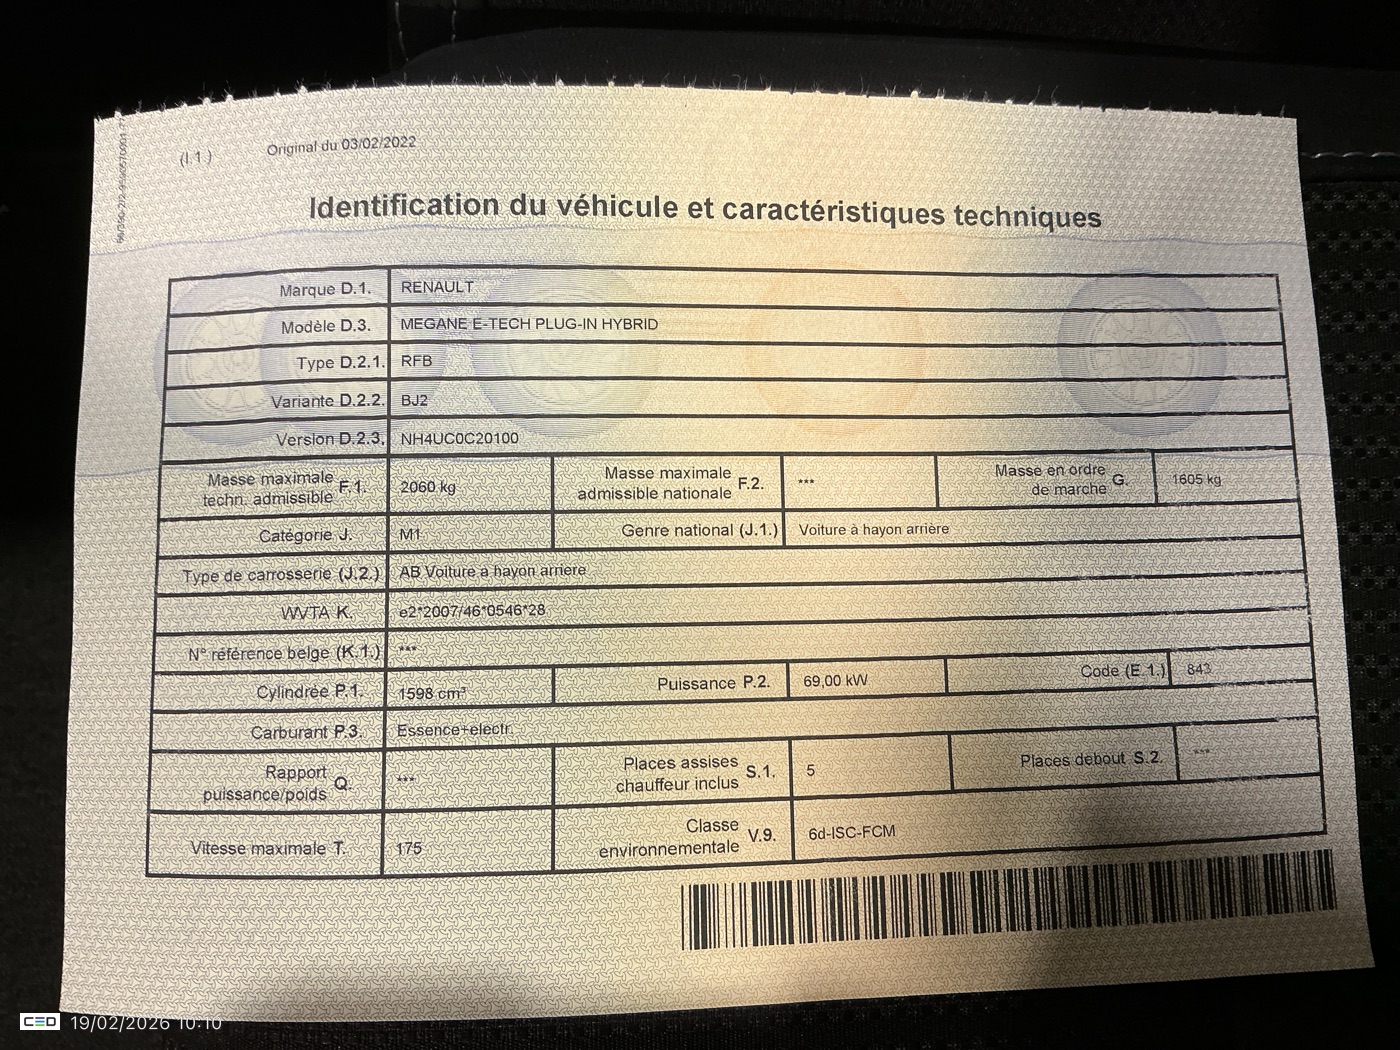 (I.1.) Original du 03/02/2022
Identification du véhicule et caractéristiques techniques
Marque D.1. RENAULT
Modèle D.3. MEGANE E-TECH PLUG-IN HYBRID
Type D.2.1. RFB
Variante D.2.2. BJ2
Version D.2.3. NH4UC0C20100
Masse maximale techn. admissible F.1. 2060 kg Masse maximale admissible nationale F.2. *** Masse en ordre de marche G. 1605 kg
Catégorie J. M1 Genre national (J.1.) Voiture à hayon arrière
Type de carrosserie (J.2.) AB Voiture a hayon arriere
WVTA K. e2*2007/46*0546*28
N° référence belge (K.1.) ***
Cylindrée P.1. 1598 cm³ Puissance P.2. 69,00 kW Code (E.1.) 843
Carburant P.3. Essence+electr.
Rapport puissance/poids Q. *** Places assises chauffeur inclus S.1. 5 Places debout S.2. ***
Vitesse maximale T. 175 Classe environnementale V.9. 6d-ISC-FCM
CED 19/02/2026 10:10